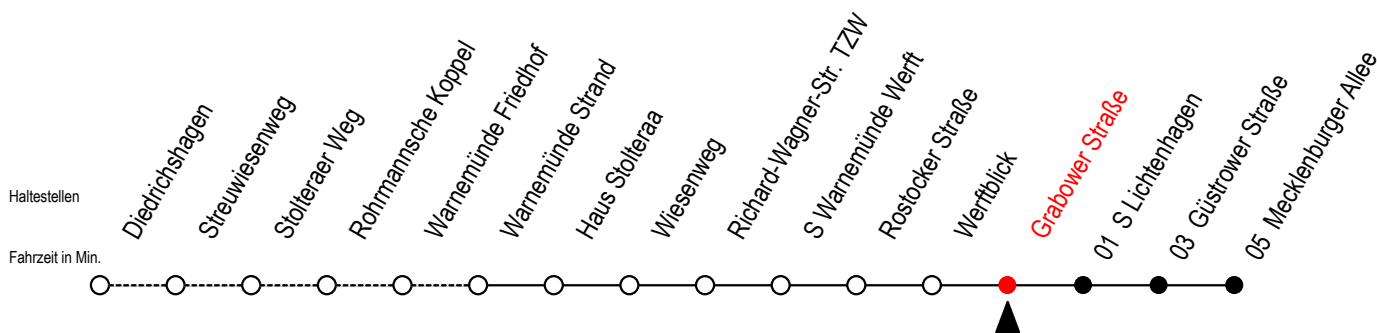 Haltestellen
Fahrzeit in Min.
Diedrichshagen
Streuwiesenweg
Stolteraer Weg
Rohrmannsche Koppel
Warnemünde Friedhof
Warnemünde Strand
Haus Stolteraa
Wiesenweg
Richard-Wagner-Str. TZW
S Warnemünde Werft
Rostocker Straße
Werftblick
Grabower Straße
01 S Lichtenhagen
03 Güstrower Straße
05 Mecklenburger Allee